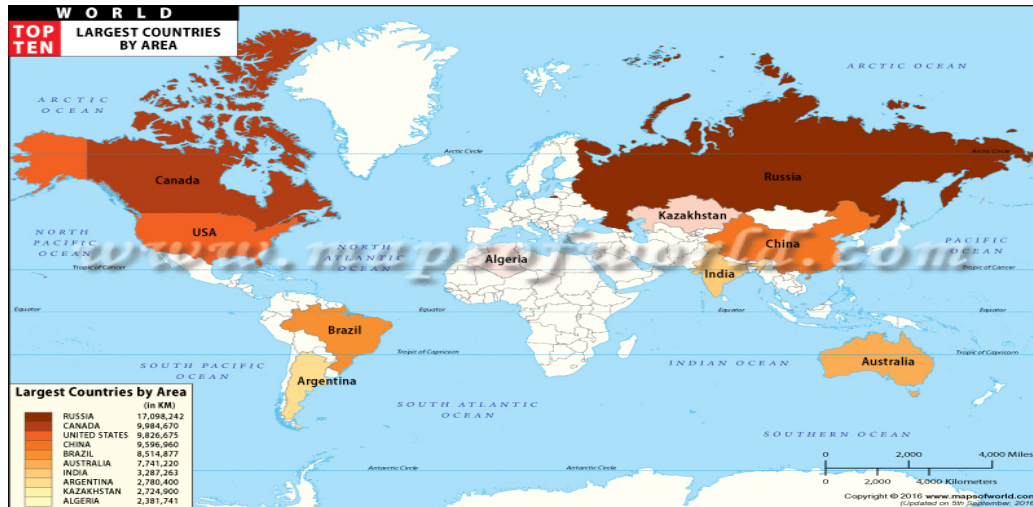 WORLD
TOP TEN
LARGEST COUNTRIES BY AREA
ARCTIC OCEAN
ARCTIC OCEAN
Arctic Circle
Arctic Circle
Canada
Russia
Kazakhstan
USA
China
NORTH PACIFIC OCEAN
NORTH ATLANTIC OCEAN
PACIFIC OCEAN
www.mapsofworld.com
Algeria
India
Tropic of Cancer
Tropic of Cancer
Equator
Equator
Equator
Equator
Brazil
Tropic of Capricorn
Tropic of Capricorn
Australia
SOUTH PACIFIC OCEAN
INDIAN OCEAN
Argentina
SOUTH ATLANTIC OCEAN
SOUTHERN OCEAN
Antarctic Circle
Antarctic Circle
Largest Countries by Area
(in KM)
RUSSIA 17,098,242
CANADA 9,984,670
UNITED STATES 9,826,675
CHINA 9,596,960
BRAZIL 8,514,877
AUSTRALIA 7,741,220
INDIA 3,287,263
ARGENTINA 2,780,400
KAZAKHSTAN 2,724,900
ALGERIA 2,381,741
0 2,000 4,000 Miles
0 2,000 4,000 Kilometers
Copyright © 2016 www.mapsofworld.com
(Updated on 5th September, 2016)